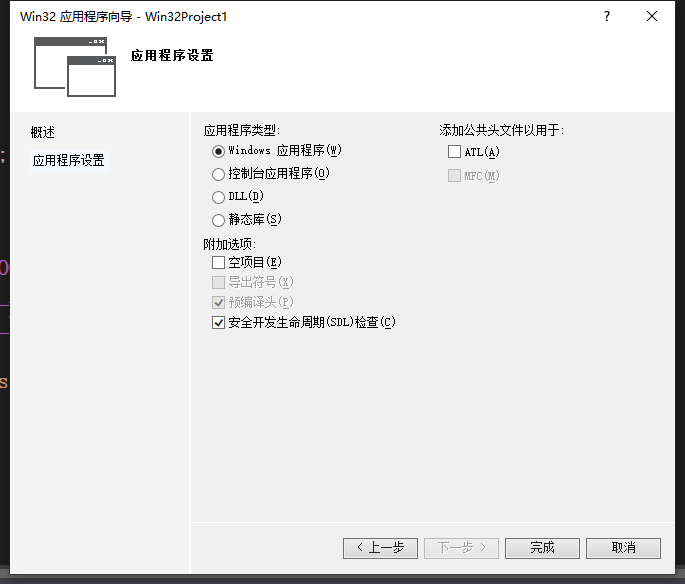 Win32 应用程序向导 - Win32Project1
?
应用程序设置
概述
应用程序设置
应用程序类型:
Windows 应用程序(W)
控制台应用程序(O)
DLL(D)
静态库(S)
附加选项:
空项目(E)
导出符号(X)
预编译头(P)
安全开发生命周期(SDL)检查(C)
添加公共头文件以用于:
ATL(A)
MFC(M)
< 上一步
下一步 >
完成
取消